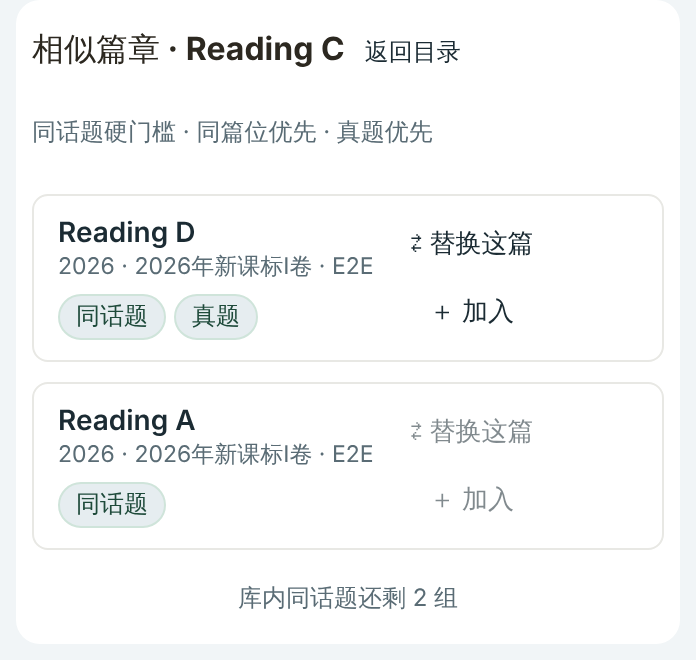 相似篇章 · Reading C 返回目录
同话题硬门槛 · 同篇位优先 · 真题优先
Reading D
2026 · 2026年新课标I卷 · E2E
同话题 真题
⇄ 替换这篇
+ 加入
Reading A
2026 · 2026年新课标I卷 · E2E
同话题
⇄ 替换这篇
+ 加入
库内同话题还剩 2 组